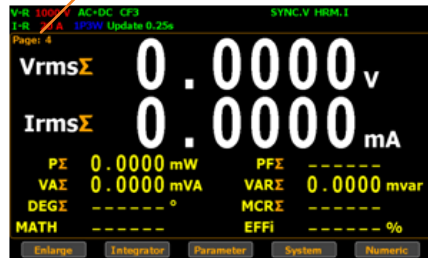 V-R 1000 V AC+DC CF3 SYNC.V HRM.1
I-R 20 A 1P3W Update 0.25s
Page: 4
VrmsΣ 0.0000 V
IrmsΣ 0.0000 mA
PΣ 0.0000 mW PFΣ ------
VAΣ 0.0000 mVA VARΣ 0.0000 mvar
DEGΣ ------ ° MCRΣ ------
MATH ------ EFFi ------ %
Enlarge Integrator Parameter System Numeric